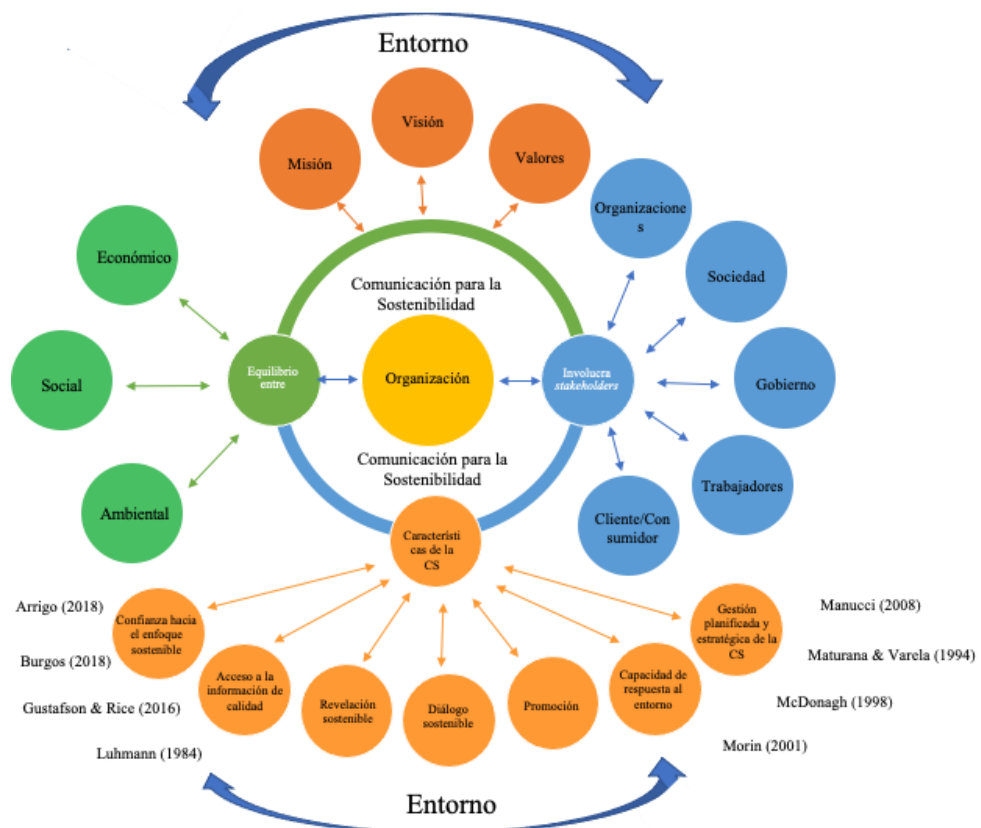 Entorno
Visión
Misión
Valores
Organizacione
s
Económico
Sociedad
Comunicación para la
Sostenibilidad
Social
Equilibrio
entre
Organización
Involucra
stakeholders
Gobierno
Comunicación para la
Sostenibilidad
Trabajadores
Ambiental
Cliente/Con
sumidor
Característi
cas de la
CS
Arrigo (2018)
Confianza hacia
el enfoque
sostenible
Gestión
planificada y
estratégica de la
CS
Manucci (2008)
Burgos (2018)
Maturana & Varela (1994)
Acceso a la
información de
calidad
Revelación
sostenible
Diálogo
sostenible
Promoción
Capacidad de
respuesta al
entorno
Gustafson & Rice (2016)
McDonagh (1998)
Luhmann (1984)
Morin (2001)
Entorno